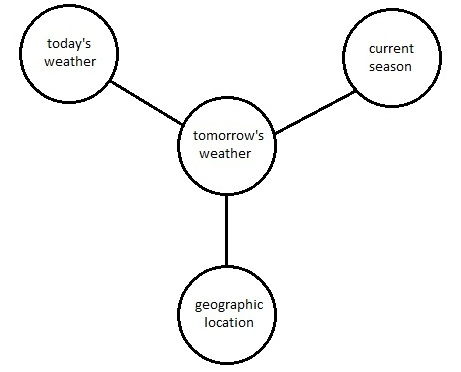 today's
weather
current
season
tomorrow's
weather
geographic
location